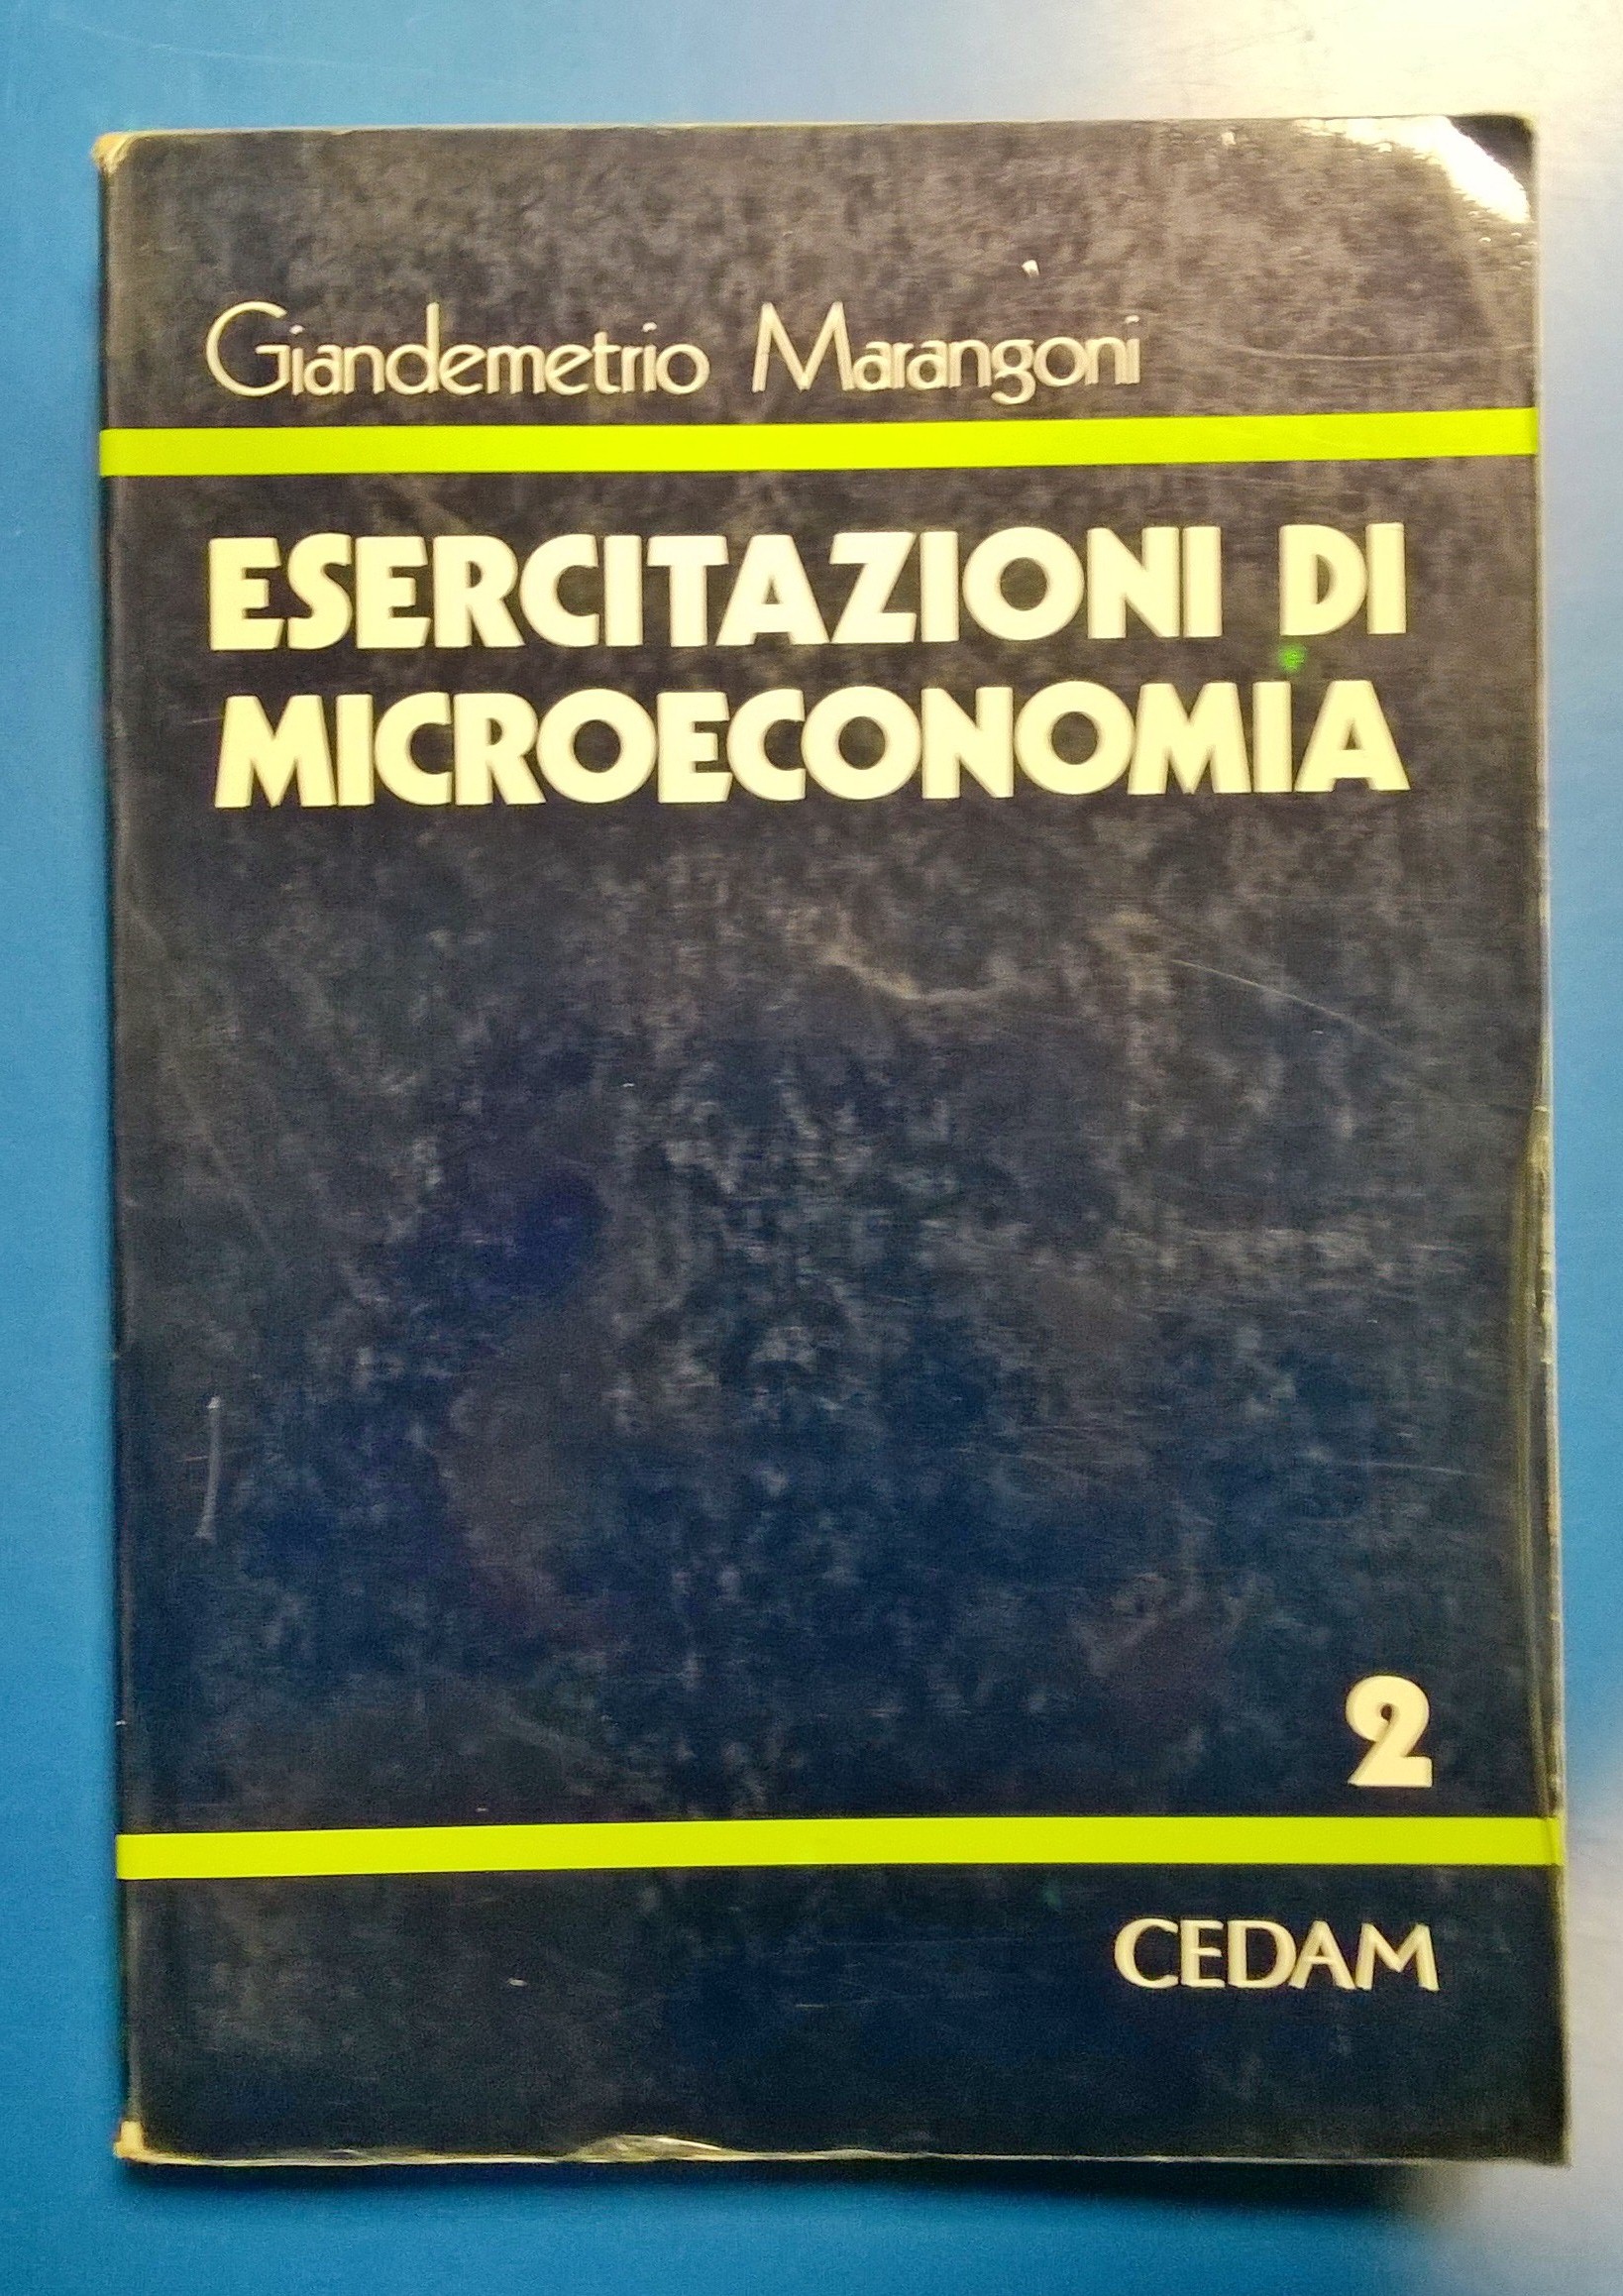 Giandemetrio Marangoni
ESERCITAZIONI DI
MICROECONOMIA
2
CEDAM